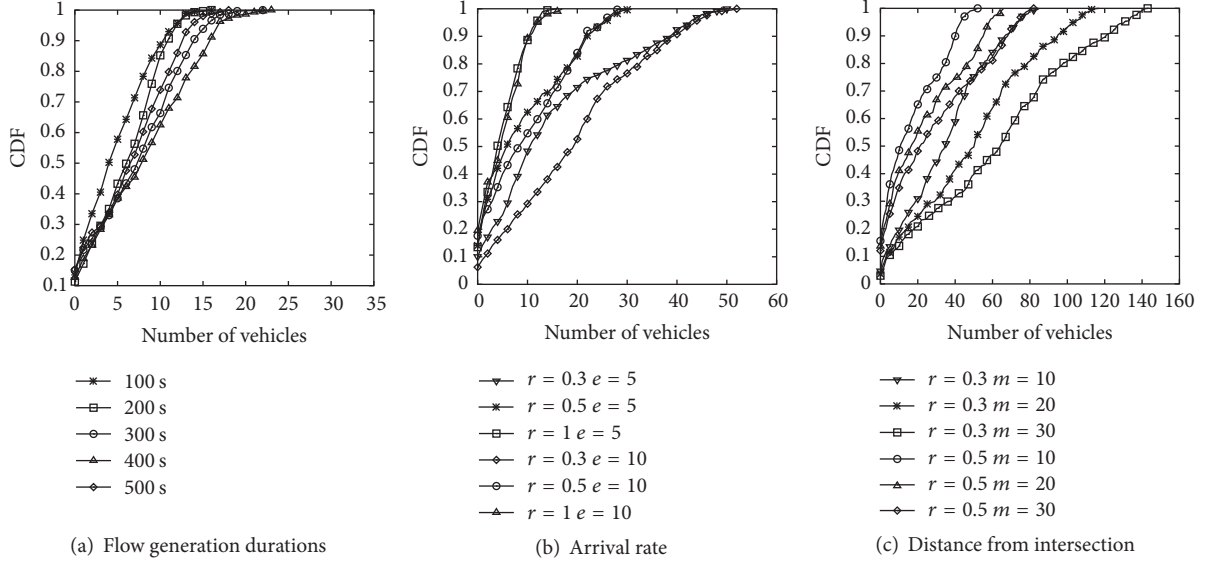 1
0.9
0.8
0.7
0.6
0.5
0.4
0.3
0.2
0.1
CDF
0 5 10 15 20 25 30 35
Number of vehicles
100 s
200 s
300 s
400 s
500 s
(a) Flow generation durations
1
0.9
0.8
0.7
0.6
0.5
0.4
0.3
0.2
0.1
0
CDF
0 10 20 30 40 50 60
Number of vehicles
r = 0.3 e = 5
r = 0.5 e = 5
r = 1 e = 5
r = 0.3 e = 10
r = 0.5 e = 10
r = 1 e = 10
(b) Arrival rate
1
0.9
0.8
0.7
0.6
0.5
0.4
0.3
0.2
0.1
0
CDF
0 20 40 60 80 100 120 140 160
Number of vehicles
r = 0.3 m = 10
r = 0.3 m = 20
r = 0.3 m = 30
r = 0.5 m = 10
r = 0.5 m = 20
r = 0.5 m = 30
(c) Distance from intersection